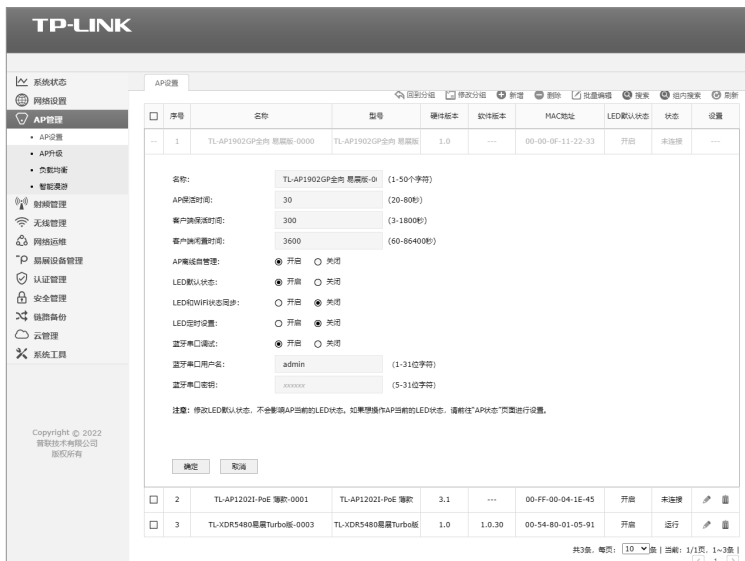 TP-LINK
系统状态
网络设置
AP管理
AP设置
AP升级
负载均衡
智能漫游
射频管理
无线管理
网络运维
易展设备管理
认证管理
安全管理
链路备份
云管理
系统工具
Copyright © 2022
普联技术有限公司
版权所有
AP设置
回到分组 修改分组 新增 删除 批量编辑 搜索 组内搜索 刷新
序号 名称 型号 硬件版本 软件版本 MAC地址 LED默认状态 状态 设置
--- 1 TL-AP1902GP全向 易展版-0000 TL-AP1902GP全向 易展版 1.0 --- 00-00-0F-11-22-33 开启 未连接 ---
名称: TL-AP1902GP全向 易展版-0( (1-50个字符)
AP保活时间: 30 (20-80秒)
客户端保活时间: 300 (3-1800秒)
客户端闲置时间: 3600 (60-86400秒)
AP离线自管理: 开启 关闭
LED默认状态: 开启 关闭
LED和WiFi状态同步: 开启 关闭
LED定时设置: 开启 关闭
蓝牙串口调试: 开启 关闭
蓝牙串口用户名: admin (1-31位字符)
蓝牙串口密钥: xxxxxx (5-31位字符)
注意: 修改LED默认状态, 不会影响AP当前的LED状态。如果想操作AP当前的LED状态, 请前往"AP状态"页面进行设置。
确定 取消
2 TL-AP1202I-PoE 薄款-0001 TL-AP1202I-PoE 薄款 3.1 --- 00-FF-00-04-1E-45 开启 未连接
3 TL-XDR5480易展Turbo版-0003 TL-XDR5480易展Turbo版 1.0 1.0.30 00-54-80-01-05-91 开启 运行
共3条, 每页: 10 条 | 当前: 1/1页, 1~3条 |